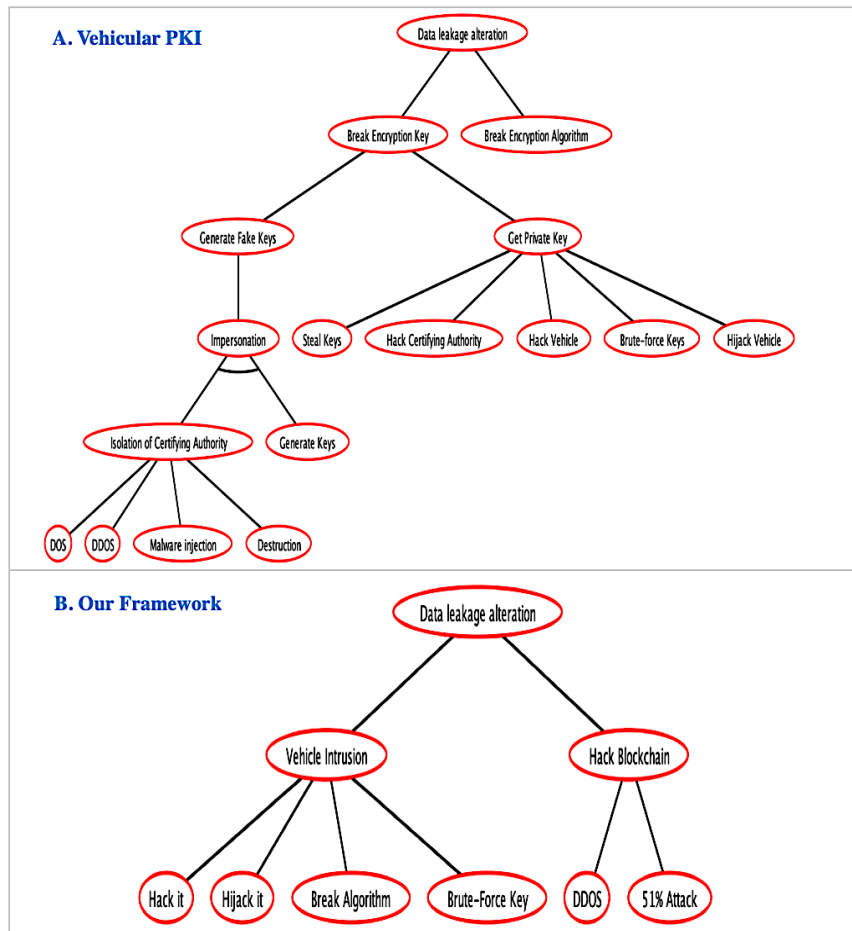 A. Vehicular PKI
Data leakage alteration
Break Encryption Key
Break Encryption Algorithm
Generate Fake Keys
Get Private Key
Impersonation
Steal Keys
Hack Certifying Authority
Hack Vehicle
Brute-force Keys
Hijack Vehicle
Isolation of Certifying Authority
Generate Keys
DOS
DDOS
Malware injection
Destruction
B. Our Framework
Data leakage alteration
Vehicle Intrusion
Hack Blockchain
Hack it
Hijack it
Break Algorithm
Brute-Force Key
DDOS
51% Attack